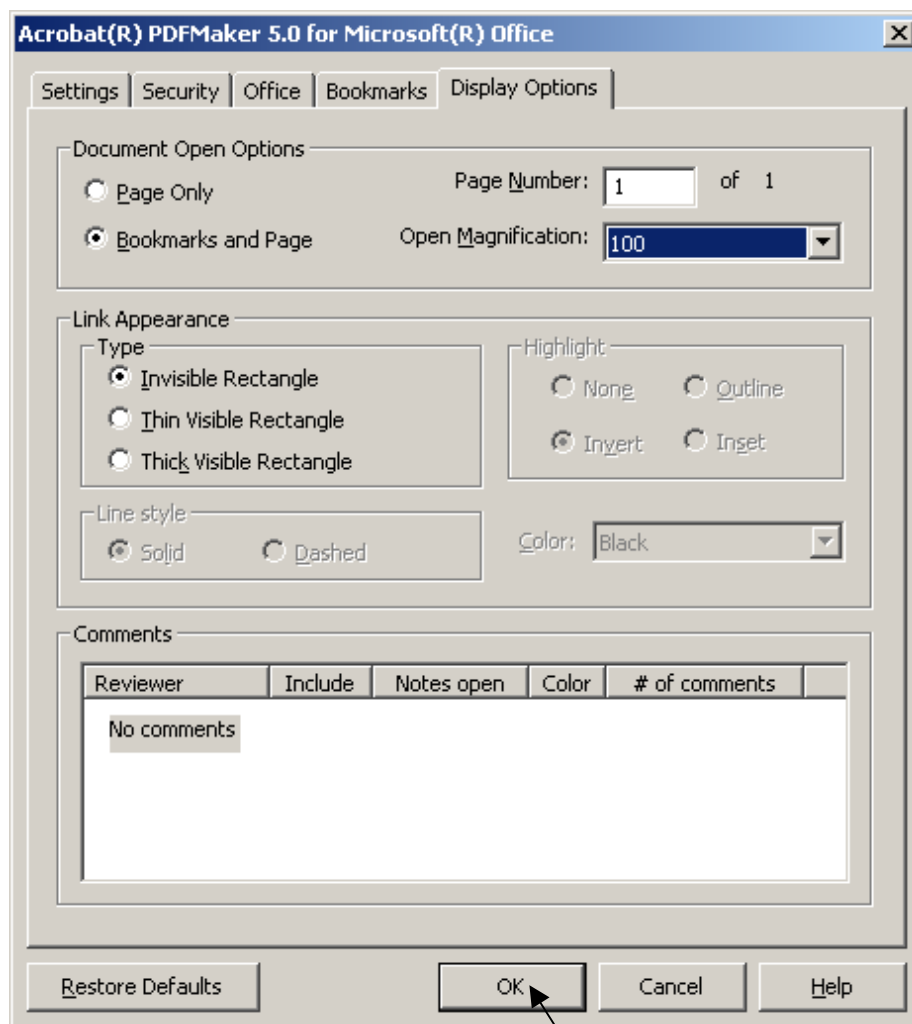 Acrobat(R) PDFMaker 5.0 for Microsoft(R) Office
Settings Security Office Bookmarks Display Options
Document Open Options
Page Only Page Number: 1 of 1
Bookmarks and Page Open Magnification: 100
Link Appearance
Type
Invisible Rectangle
Thin Visible Rectangle
Thick Visible Rectangle
Highlight
None Outline
Invert Inset
Line style
Solid Dashed
Color: Black
Comments
Reviewer Include Notes open Color # of comments
No comments
Restore Defaults OK Cancel Help